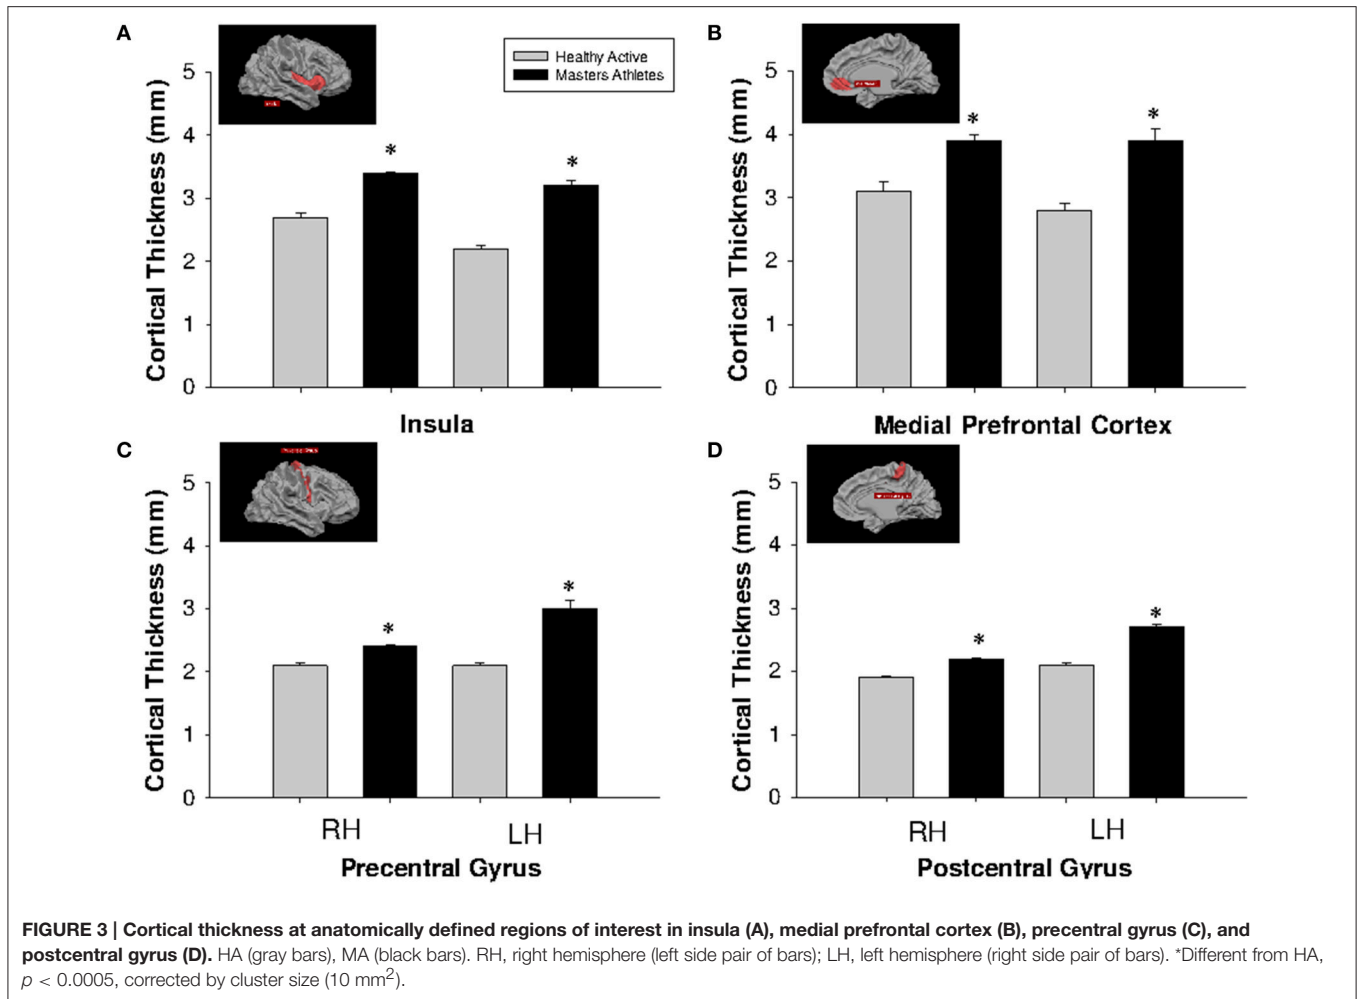 A
Healthy Active
Masters Athletes
5
4
3
2
1
0
Cortical Thickness (mm)
*
*
Insula
B
5
4
3
2
1
0
Cortical Thickness (mm)
*
*
Medial Prefrontal Cortex
C
5
4
3
2
1
0
Cortical Thickness (mm)
*
*
RH
LH
Precentral Gyrus
D
5
4
3
2
1
0
Cortical Thickness (mm)
*
*
RH
LH
Postcentral Gyrus
FIGURE 3 | Cortical thickness at anatomically defined regions of interest in insula (A), medial prefrontal cortex (B), precentral gyrus (C), and
postcentral gyrus (D). HA (gray bars), MA (black bars). RH, right hemisphere (left side pair of bars); LH, left hemisphere (right side pair of bars). *Different from HA,
p < 0.0005, corrected by cluster size (10 mm²).